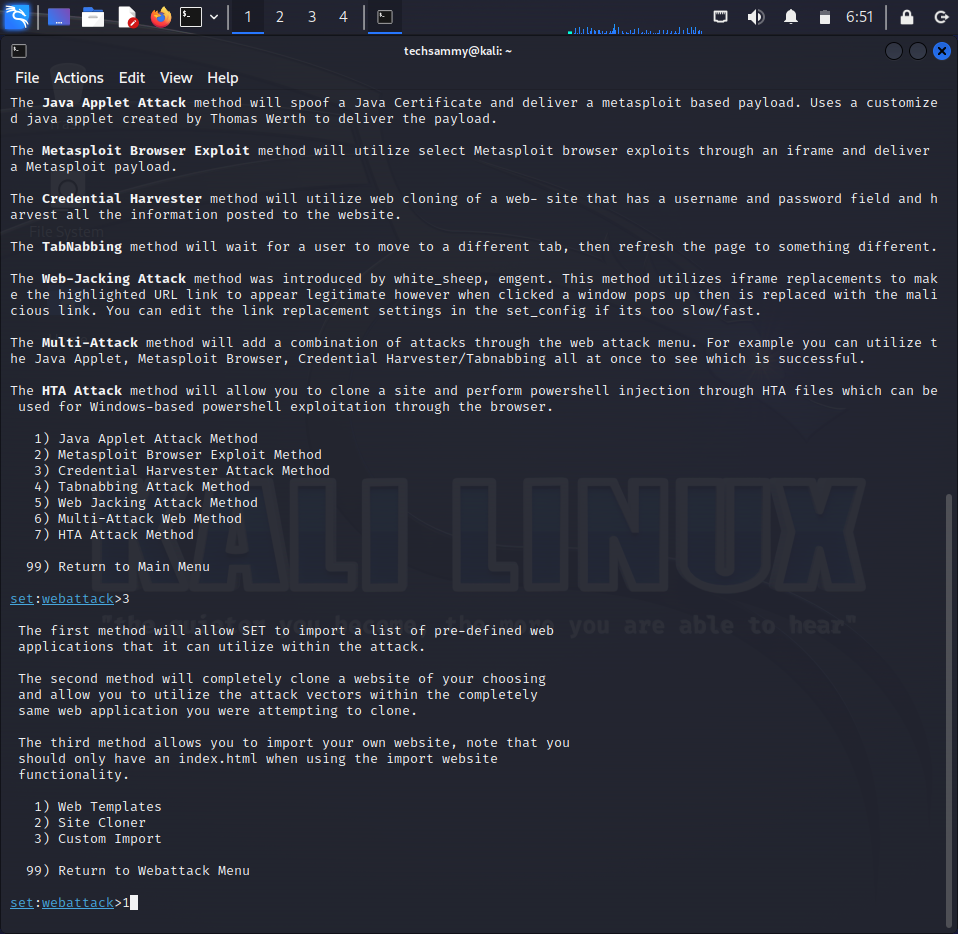 1 2 3 4 6:51
techsammy@kali: ~
File Actions Edit View Help
The Java Applet Attack method will spoof a Java Certificate and deliver a metasploit based payload. Uses a customize
d java applet created by Thomas Werth to deliver the payload.
The Metasploit Browser Exploit method will utilize select Metasploit browser exploits through an iframe and deliver
a Metasploit payload.
The Credential Harvester method will utilize web cloning of a web- site that has a username and password field and h
arvest all the information posted to the website.
File System
The TabNabbing method will wait for a user to move to a different tab, then refresh the page to something different.
The Web-Jacking Attack method was introduced by white_sheep, emgent. This method utilizes iframe replacements to mak
e the highlighted URL link to appear legitimate however when clicked a window pops up then is replaced with the mali
cious link. You can edit the link replacement settings in the set_config if its too slow/fast.
The Multi-Attack method will add a combination of attacks through the web attack menu. For example you can utilize t
he Java Applet, Metasploit Browser, Credential Harvester/Tabnabbing all at once to see which is successful.
The HTA Attack method will allow you to clone a site and perform powershell injection through HTA files which can be
used for Windows-based powershell exploitation through the browser.
1) Java Applet Attack Method
2) Metasploit Browser Exploit Method
3) Credential Harvester Attack Method
4) Tabnabbing Attack Method
5) Web Jacking Attack Method
6) Multi-Attack Web Method
7) HTA Attack Method
KALI LINUX
99) Return to Main Menu
set:webattack>3
"the quieter you become, the more you are able to hear"
The first method will allow SET to import a list of pre-defined web
applications that it can utilize within the attack.
The second method will completely clone a website of your choosing
and allow you to utilize the attack vectors within the completely
same web application you were attempting to clone.
The third method allows you to import your own website, note that you
should only have an index.html when using the import website
functionality.
1) Web Templates
2) Site Cloner
3) Custom Import
99) Return to Webattack Menu
set:webattack>1